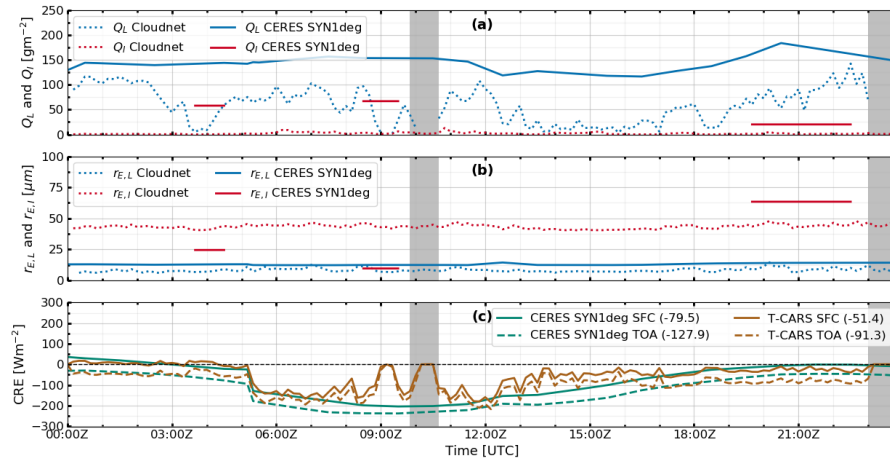 (a)
Q_L Cloudnet
Q_I Cloudnet
Q_L CERES SYN1deg
Q_I CERES SYN1deg
Q_L and Q_I [gm⁻²]
250
200
150
100
50
0
(b)
r_E,L Cloudnet
r_E,I Cloudnet
r_E,L CERES SYN1deg
r_E,I CERES SYN1deg
r_E,L and r_E,I [μm]
100
75
50
25
0
(c)
CERES SYN1deg SFC (-79.5)
CERES SYN1deg TOA (-127.9)
T-CARS SFC (-51.4)
T-CARS TOA (-91.3)
CRE [Wm⁻²]
300
200
100
0
−100
−200
−300
00:00Z 03:00Z 06:00Z 09:00Z 12:00Z 15:00Z 18:00Z 21:00Z
Time [UTC]